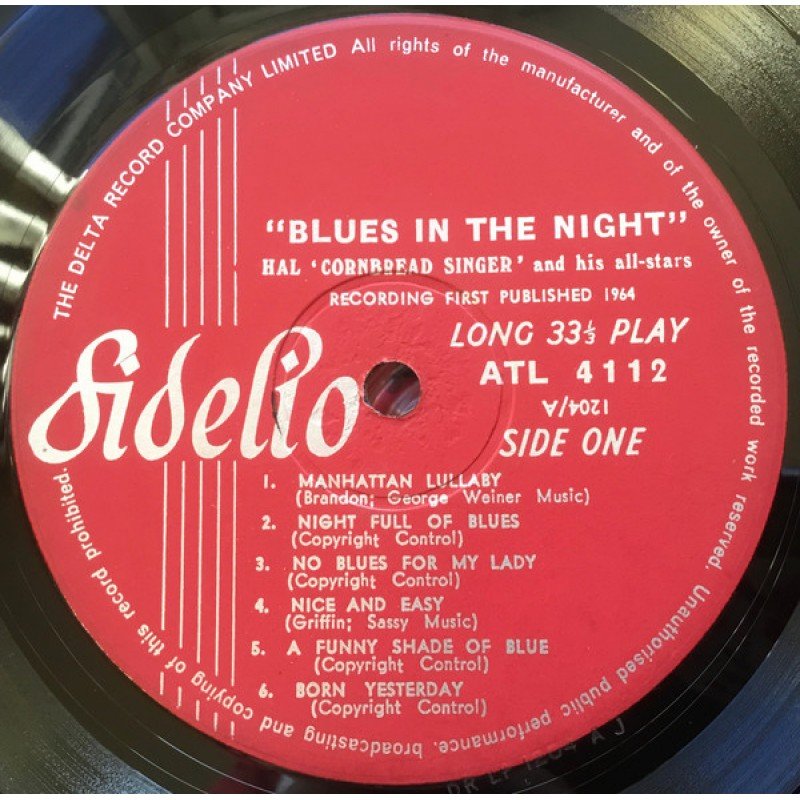 THE DELTA RECORD COMPANY LIMITED All rights of the manufacturer and of the owner of the recorded work reserved. Unauthorised public performance, broadcasting and copying of this record prohibited.
"BLUES IN THE NIGHT"
HAL 'CORNBREAD SINGER' and his all-stars
RECORDING FIRST PUBLISHED 1964
Fidelio
LONG 33⅓ PLAY
ATL 4112
1204/A
SIDE ONE
1. MANHATTAN LULLABY
(Brandon; George Weiner Music)
2. NIGHT FULL OF BLUES
(Copyright Control)
3. NO BLUES FOR MY LADY
(Copyright Control)
4. NICE AND EASY
(Griffin; Sassy Music)
5. A FUNNY SHADE OF BLUE
(Copyright Control)
6. BORN YESTERDAY
(Copyright Control)
LP 1204 A J